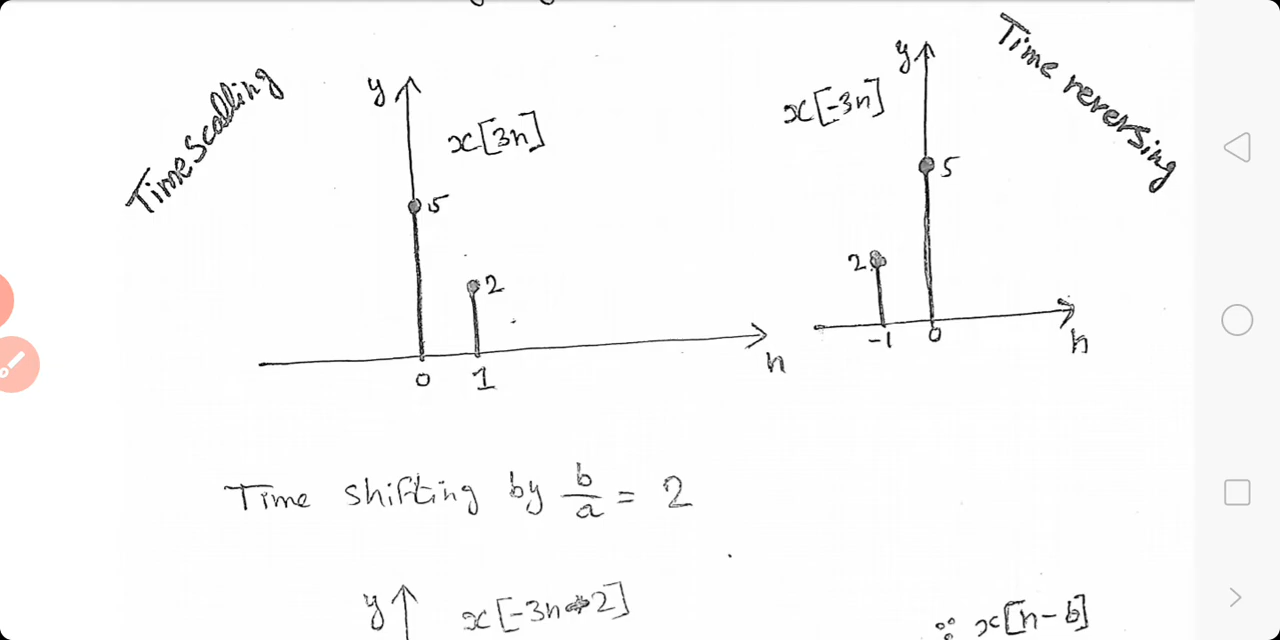 Time scalling
y
x[3n]
5
2
0
1
n
Time reversing
y
x[-3n]
5
2
-1
0
n
Time shifting by b/a = 2
y
x[-3n 2]
x[n-b]